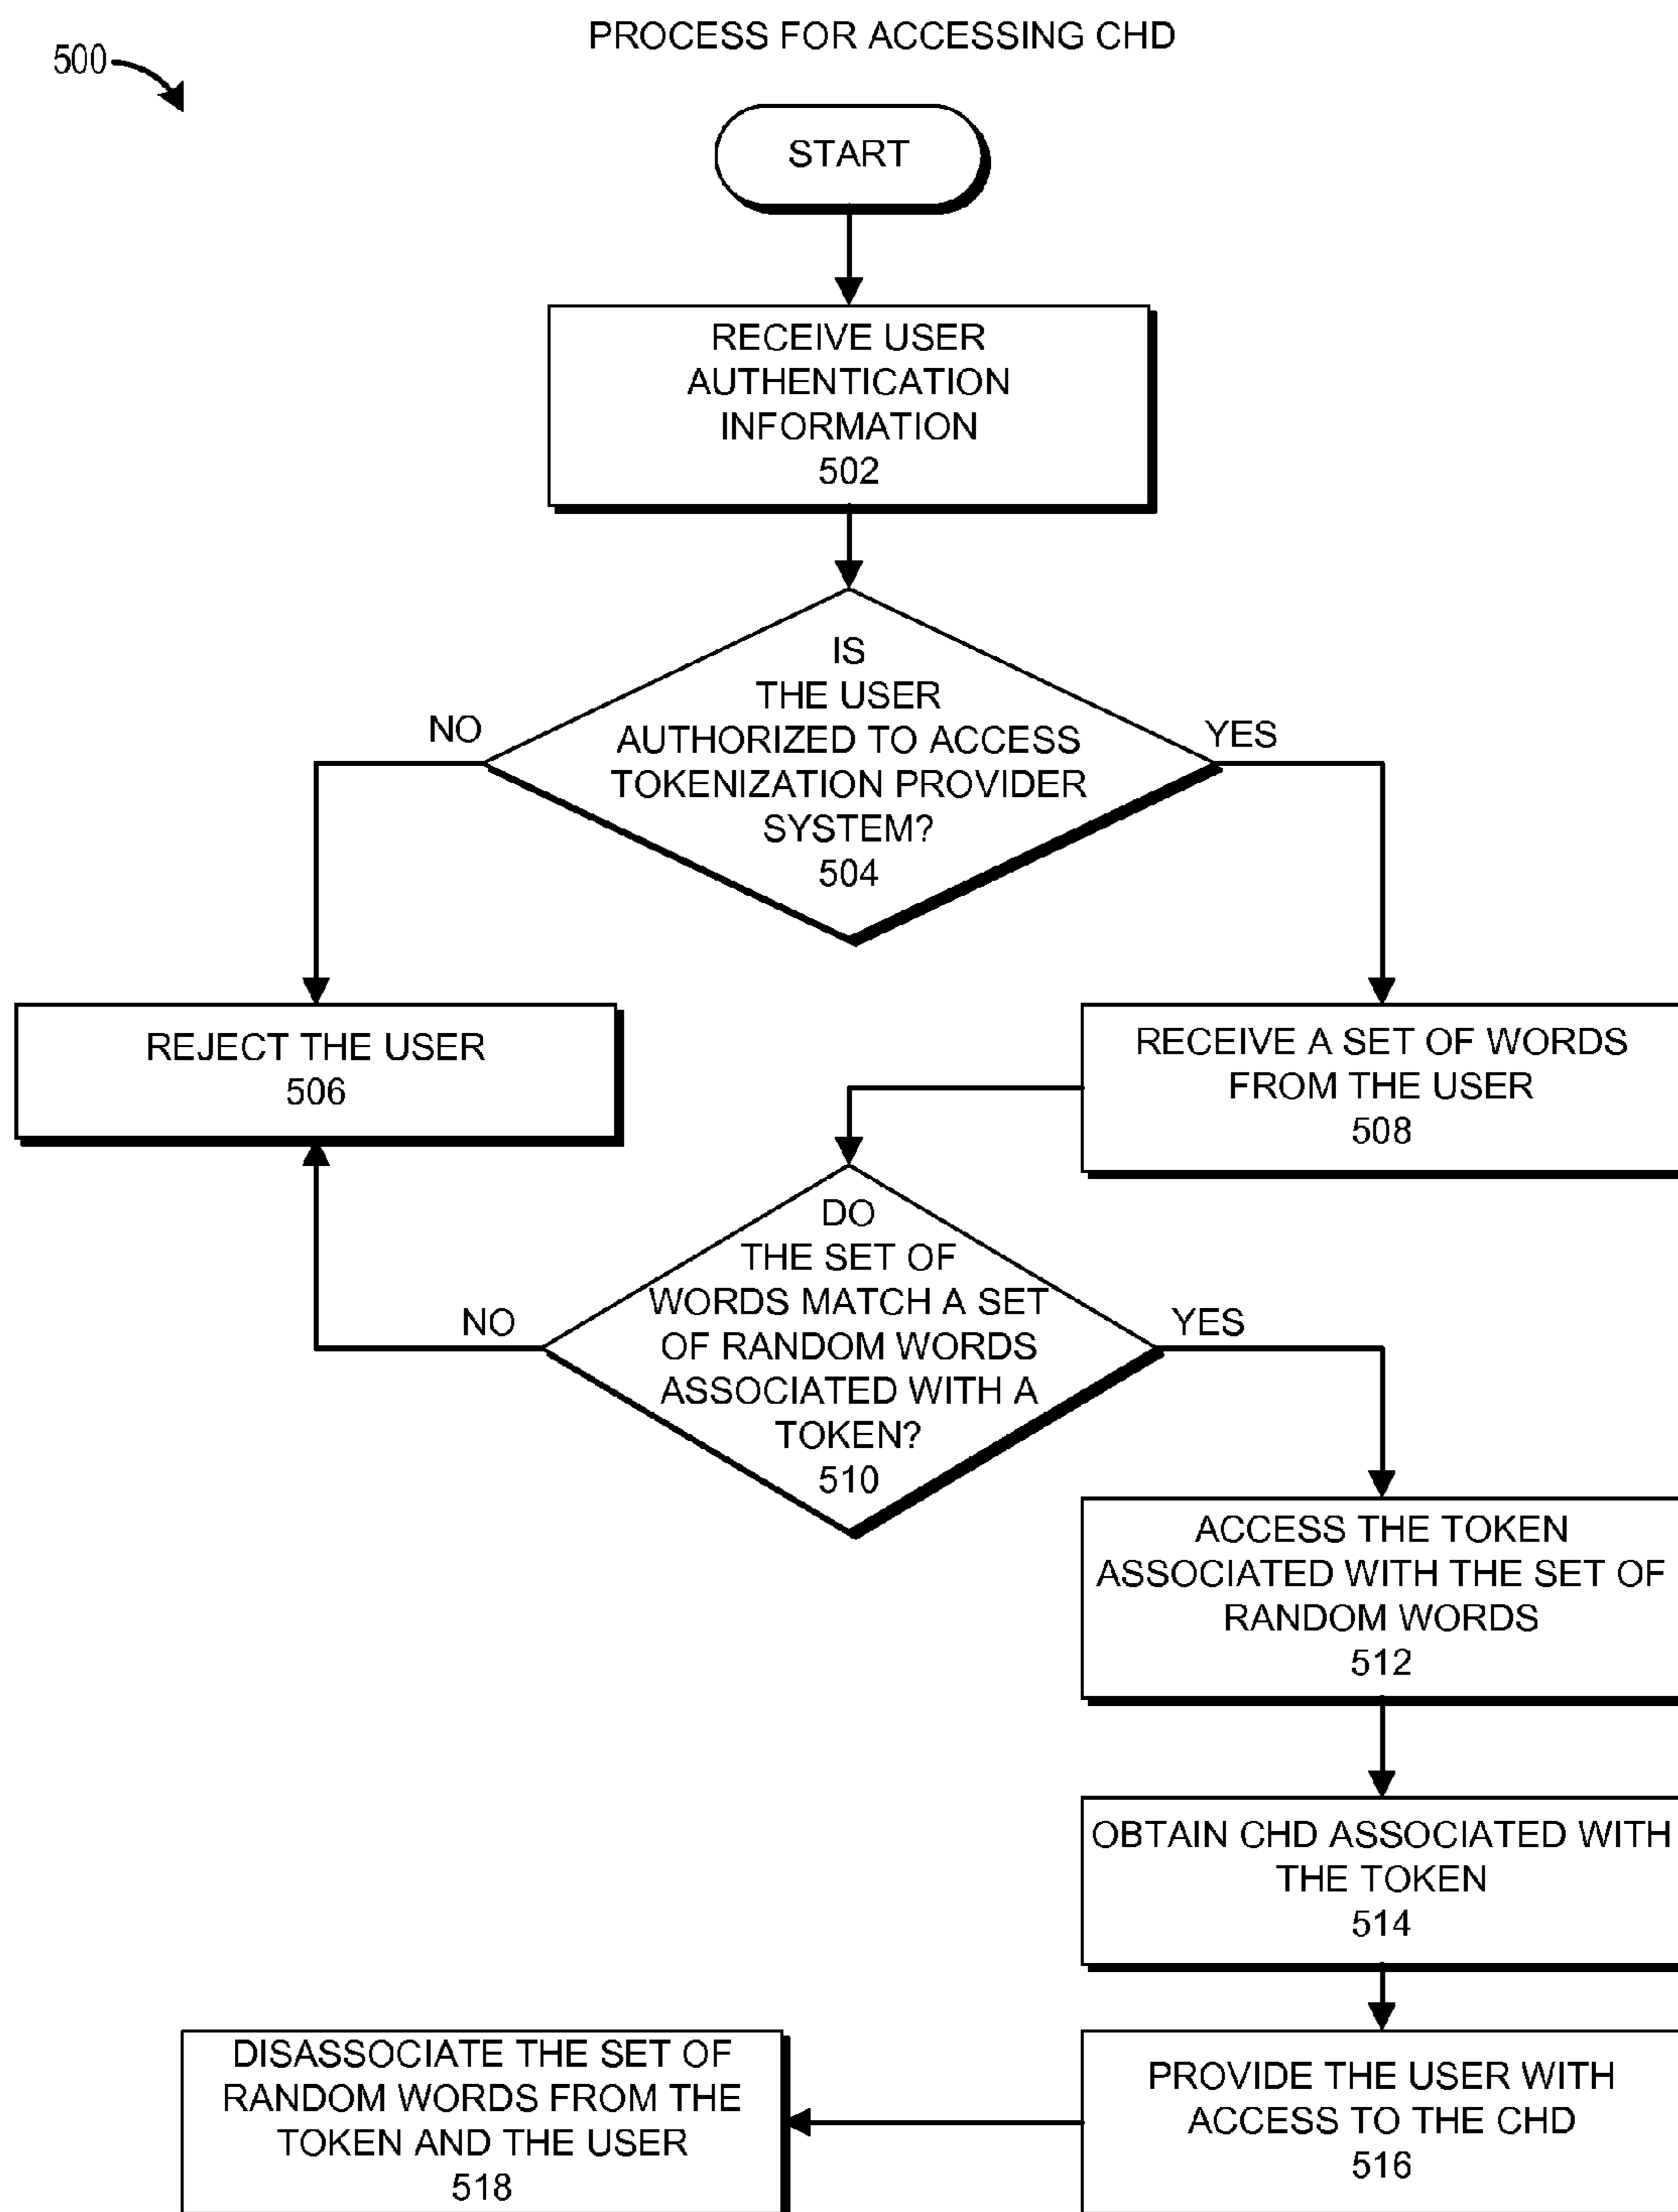 PROCESS FOR ACCESSING CHD
500
START
RECEIVE USER
AUTHENTICATION
INFORMATION
502
IS
THE USER
AUTHORIZED TO ACCESS
TOKENIZATION PROVIDER
SYSTEM?
504
NO
YES
REJECT THE USER
506
RECEIVE A SET OF WORDS
FROM THE USER
508
DO
THE SET OF
WORDS MATCH A SET
OF RANDOM WORDS
ASSOCIATED WITH A
TOKEN?
510
NO
YES
ACCESS THE TOKEN
ASSOCIATED WITH THE SET OF
RANDOM WORDS
512
OBTAIN CHD ASSOCIATED WITH
THE TOKEN
514
PROVIDE THE USER WITH
ACCESS TO THE CHD
516
DISASSOCIATE THE SET OF
RANDOM WORDS FROM THE
TOKEN AND THE USER
518